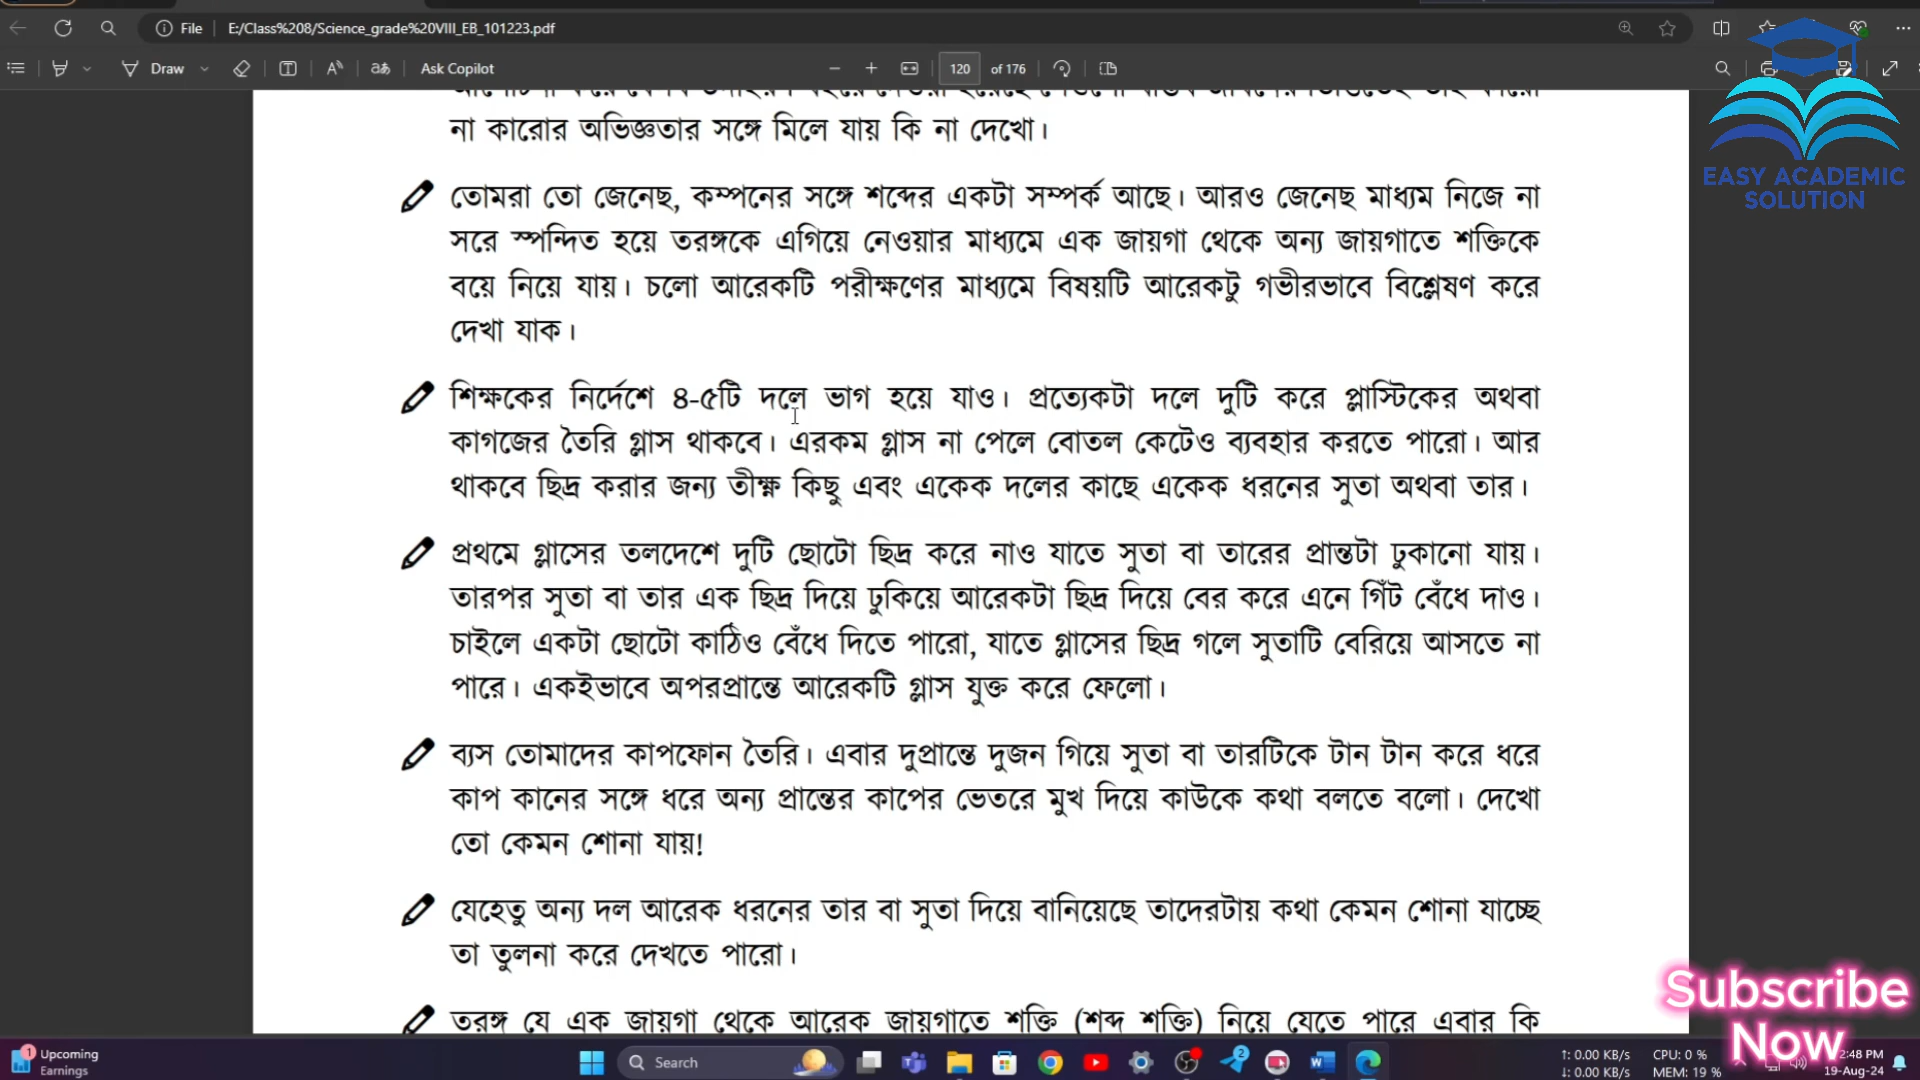 File
E:/Class%208/Science_grade%20VIII_EB_101223.pdf
Draw
Ask Copilot
120 of 176
EASY ACADEMIC
SOLUTION
না কারোর অভিজ্ঞতার সঙ্গে মিলে যায় কি না দেখো।
তোমরা তো জেনেছ, কম্পনের সঙ্গে শব্দের একটা সম্পর্ক আছে। আরও জেনেছ মাধ্যম নিজে না
সরে স্পন্দিত হয়ে তরঙ্গকে এগিয়ে নেওয়ার মাধ্যমে এক জায়গা থেকে অন্য জায়গাতে শক্তিকে
বয়ে নিয়ে যায়। চলো আরেকটি পরীক্ষণের মাধ্যমে বিষয়টি আরেকটু গভীরভাবে বিশ্লেষণ করে
দেখা যাক।
শিক্ষকের নির্দেশে ৪-৫টি দলে ভাগ হয়ে যাও। প্রত্যেকটা দলে দুটি করে প্লাস্টিকের অথবা
কাগজের তৈরি গ্লাস থাকবে। এরকম গ্লাস না পেলে বোতল কেটেও ব্যবহার করতে পারো। আর
থাকবে ছিদ্র করার জন্য তীক্ষ্ণ কিছু এবং একেক দলের কাছে একেক ধরনের সুতা অথবা তার।
প্রথমে গ্লাসের তলদেশে দুটি ছোটো ছিদ্র করে নাও যাতে সুতা বা তারের প্রান্তটা ঢুকানো যায়।
তারপর সুতা বা তার এক ছিদ্র দিয়ে ঢুকিয়ে আরেকটা ছিদ্র দিয়ে বের করে এনে গিঁট বেঁধে দাও।
চাইলে একটা ছোটো কাঠিও বেঁধে দিতে পারো, যাতে গ্লাসের ছিদ্র গলে সুতাটি বেরিয়ে আসতে না
পারে। একইভাবে অপরপ্রান্তে আরেকটি গ্লাস যুক্ত করে ফেলো।
ব্যস তোমাদের কাপফোন তৈরি। এবার দুপ্রান্তে দুজন গিয়ে সুতা বা তারটিকে টান টান করে ধরে
কাপ কানের সঙ্গে ধরে অন্য প্রান্তের কাপের ভেতরে মুখ দিয়ে কাউকে কথা বলতে বলো। দেখো
তো কেমন শোনা যায়!
যেহেতু অন্য দল আরেক ধরনের তার বা সুতা দিয়ে বানিয়েছে তাদেরটায় কথা কেমন শোনা যাচ্ছে
তা তুলনা করে দেখতে পারো।
তরঙ্গ যে এক জায়গা থেকে আরেক জায়গাতে শক্তি (শব্দ শক্তি) নিয়ে যেতে পারে এবার কি
Subscribe
Now
Upcoming
Earnings
Search
↑: 0.00 KB/s
↓: 0.00 KB/s
CPU: 0 %
MEM: 19 %
2:48 PM
19-Aug-24